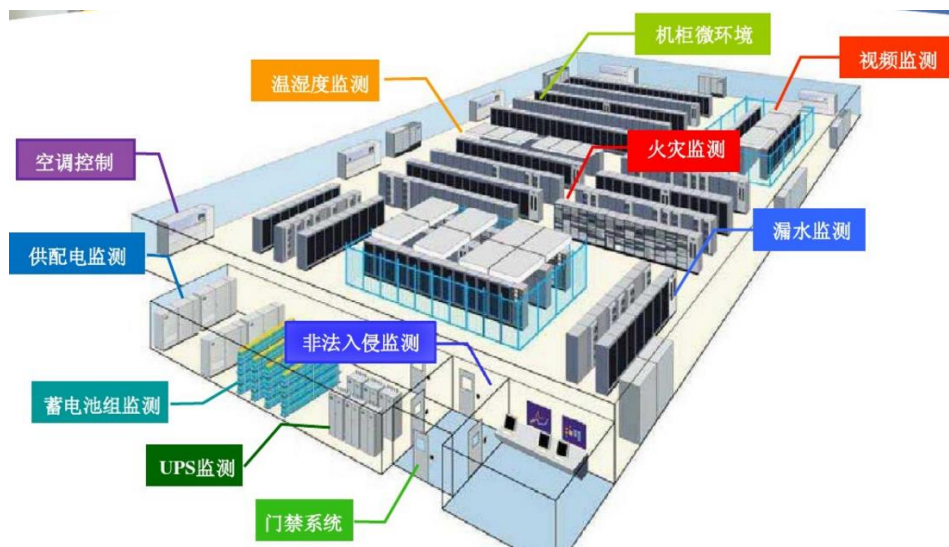 机柜微环境
视频监测
温湿度监测
火灾监测
空调控制
漏水监测
供配电监测
非法入侵监测
蓄电池组监测
UPS监测
门禁系统